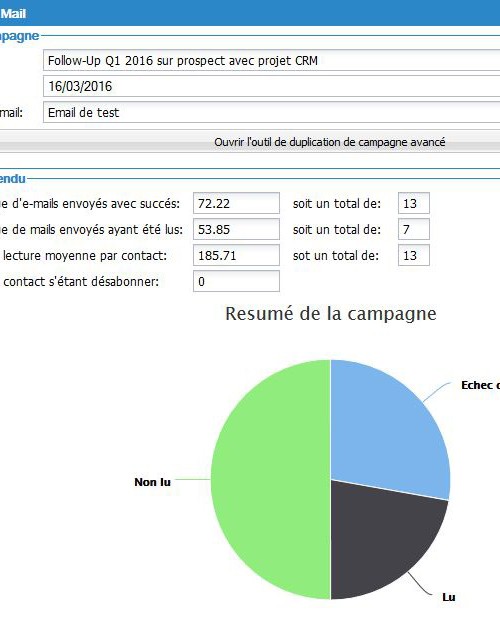 Mail
pagne
Follow-Up Q1 2016 sur prospect avec projet CRM
16/03/2016
mail: Email de test
Ouvrir l'outil de duplication de campagne avancé
endu
e d'e-mails envoyés avec succés: 72.22 soit un total de: 13
e de mails envoyés ayant été lus: 53.85 soit un total de: 7
lecture moyenne par contact: 185.71 sot un total de: 13
contact s'étant désabonner: 0
Resumé de la campagne
Echec d
Non lu
Lu